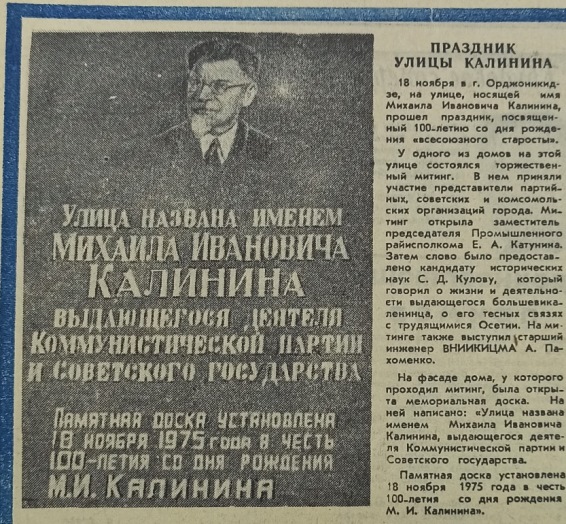 УЛИЦА НАЗВАНА ИМЕНЕМ
МИХАИЛА ИВАНОВИЧА
КАЛИНИНА
ВЫДАЮЩЕГОСЯ ДЕЯТЕЛЯ
КОММУНИСТИЧЕСКОЙ ПАРТИИ
И СОВЕТСКОГО ГОСУДАРСТВА
ПАМЯТНАЯ ДОСКА УСТАНОВЛЕНА
18 НОЯБРЯ 1975 ГОДА В ЧЕСТЬ
100-ЛЕТИЯ СО ДНЯ РОЖДЕНИЯ
М.И. КАЛИНИНА
ПРАЗДНИК
УЛИЦЫ КАЛИНИНА
18 ноября в г. Орджоникид-
зе, на улице, носящей имя
Михаила Ивановича Калинина,
прошел праздник, посвящен-
ный 100-летию со дня рожде-
ния «всесоюзного старосты».
У одного из домов на этой
улице состоялся торжествен-
ный митинг. В нем приняли
участие представители партий-
ных, советских и комсомоль-
ских организаций города. Ми-
тинг открыла заместитель
председателя Промышленного
райисполкома Е. А. Катунина.
Затем слово было предостав-
лено кандидату исторических
наук С. Д. Кулову, который
говорил о жизни и деятельно-
сти выдающегося большевика-
ленинца, о его тесных связях
с трудящимися Осетии. На ми-
тинге также выступил старший
инженер ВНИИКИЦМА А. Па-
хоменко.
На фасаде дома, у которого
проходил митинг, была откры-
та мемориальная доска. На
ней написано: «Улица названа
именем Михаила Ивановича
Калинина, выдающегося деяте-
ля Коммунистической партии и
Советского государства.
Памятная доска установлена
18 ноября 1975 года в честь
100-летия со дня рождения
М. И. Калинина».